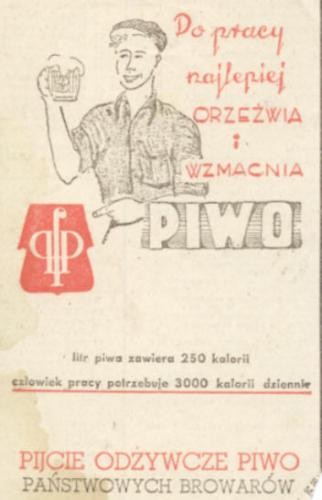 Do pracy
najlepiej
ORZEŹWIA
i
WZMACNIA
PIWO
litr piwa zawiera 250 kalorii
człowiek pracy potrzebuje 3000 kalorii dziennie
PIJCIE ODŻYWCZE PIWO
PAŃSTWOWYCH BROWARÓW